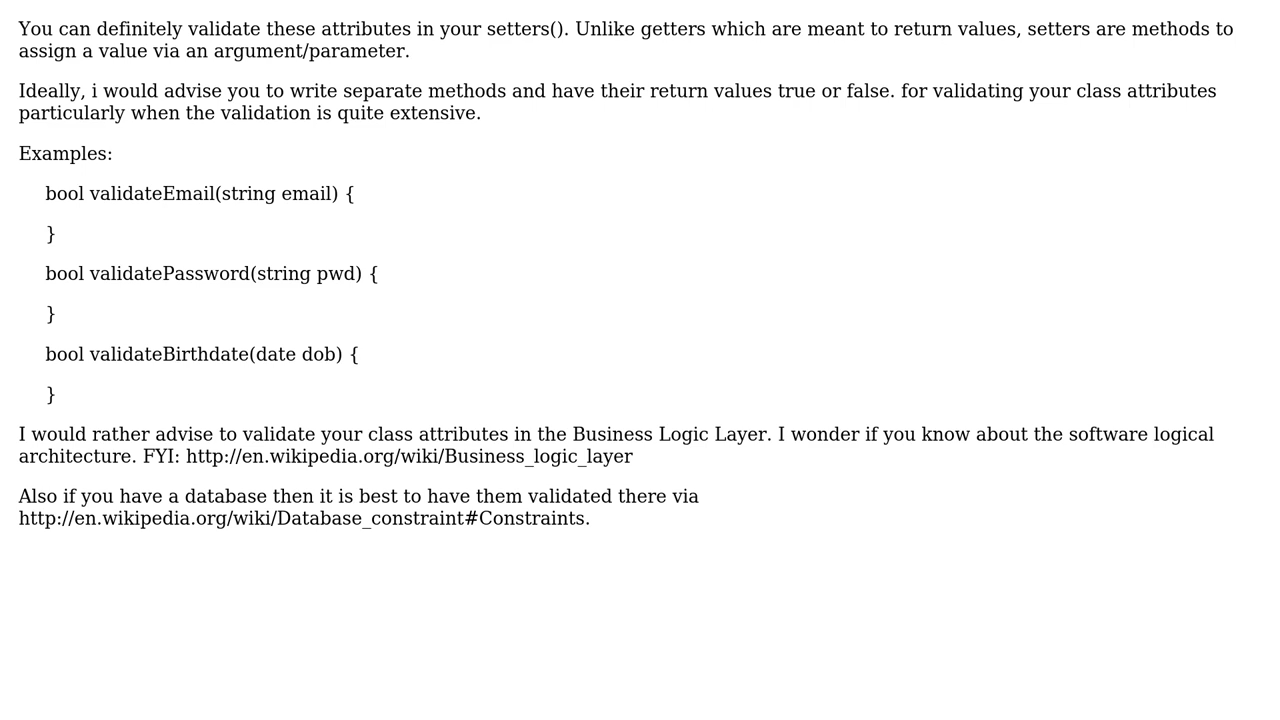 You can definitely validate these attributes in your setters(). Unlike getters which are meant to return values, setters are methods to
assign a value via an argument/parameter.
Ideally, i would advise you to write separate methods and have their return values true or false. for validating your class attributes
particularly when the validation is quite extensive.
Examples:
bool validateEmail(string email) {
}
bool validatePassword(string pwd) {
}
bool validateBirthdate(date dob) {
}
I would rather advise to validate your class attributes in the Business Logic Layer. I wonder if you know about the software logical
architecture. FYI: http://en.wikipedia.org/wiki/Business_logic_layer
Also if you have a database then it is best to have them validated there via
http://en.wikipedia.org/wiki/Database_constraint#Constraints.